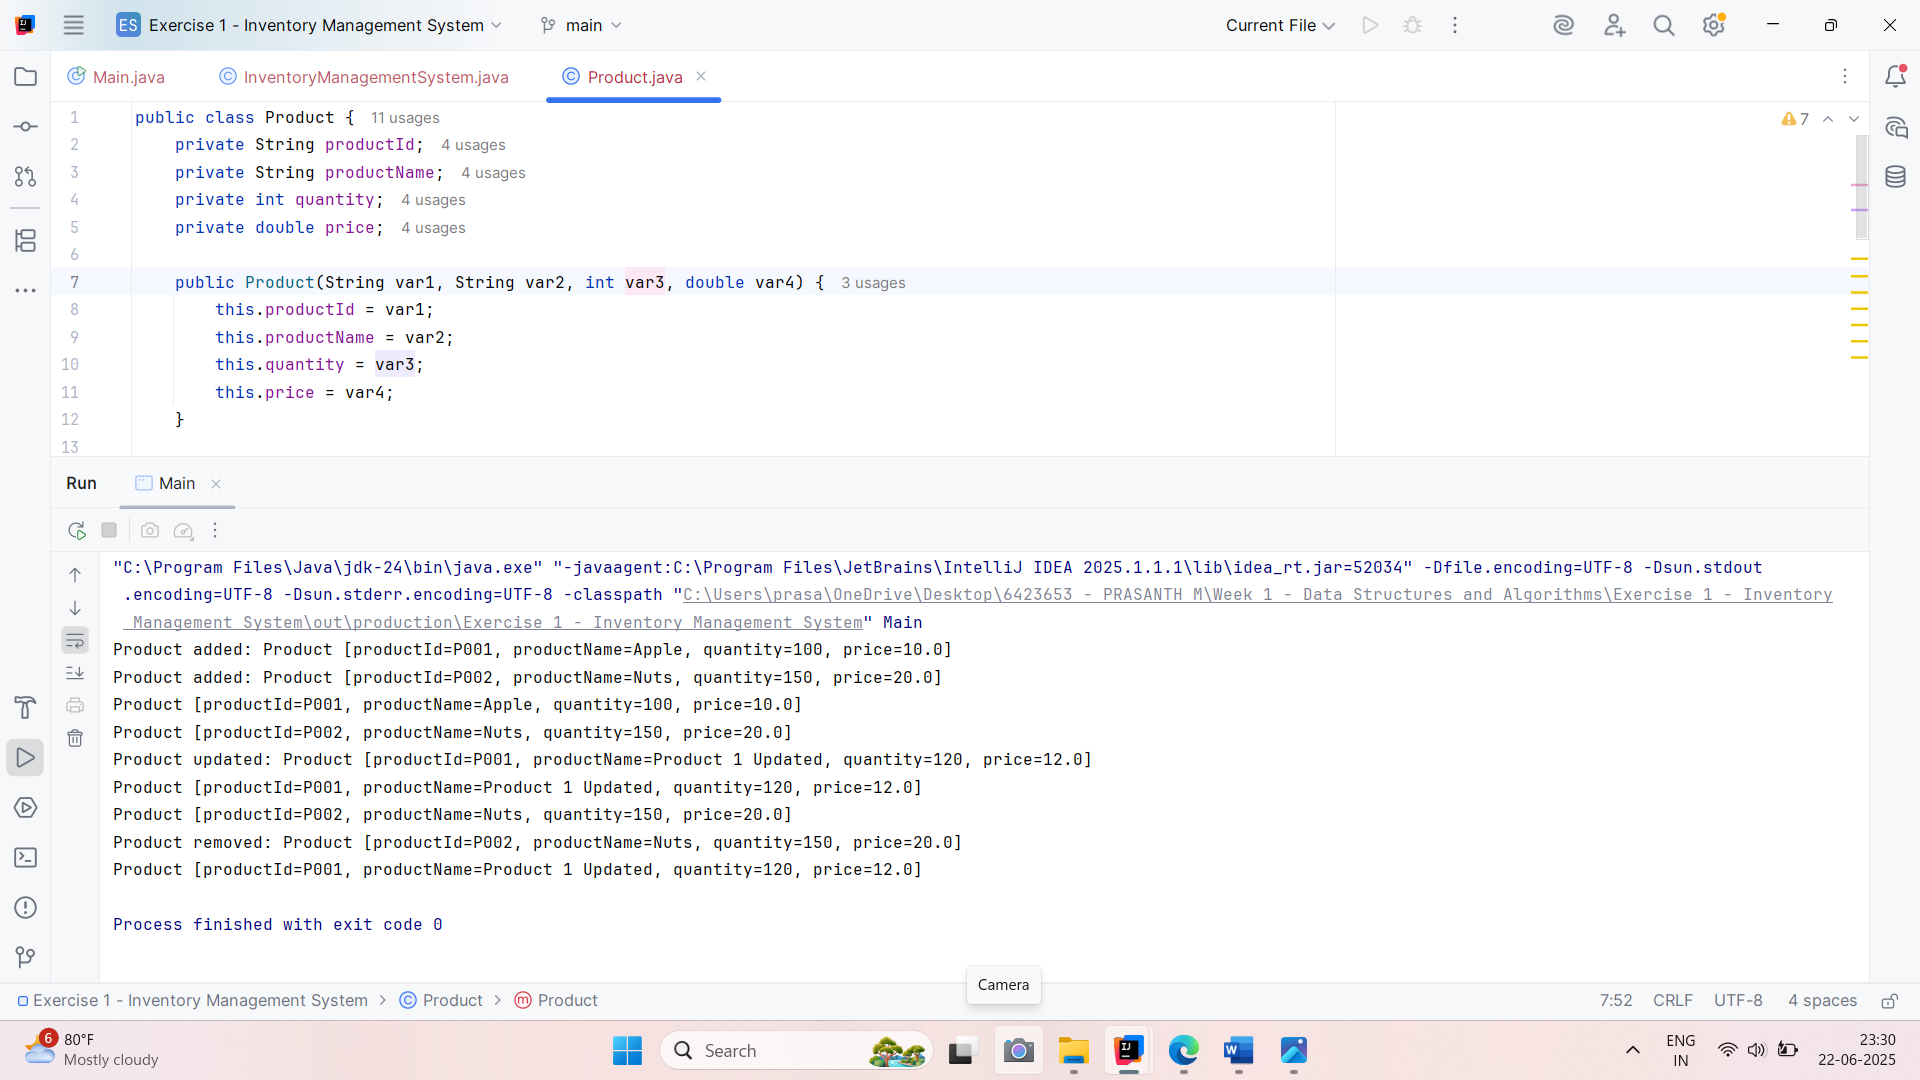 ES Exercise 1 - Inventory Management System main Current File
Main.java InventoryManagementSystem.java Product.java
1 public class Product { 11 usages
7
2 private String productId; 4 usages
3 private String productName; 4 usages
4 private int quantity; 4 usages
5 private double price; 4 usages
6
7 public Product(String var1, String var2, int var3, double var4) { 3 usages
8 this.productId = var1;
9 this.productName = var2;
10 this.quantity = var3;
11 this.price = var4;
12 }
13
Run Main
"C:\Program Files\Java\jdk-24\bin\java.exe" "-javaagent:C:\Program Files\JetBrains\IntelliJ IDEA 2025.1.1.1\lib\idea_rt.jar=52034" -Dfile.encoding=UTF-8 -Dsun.stdout
.encoding=UTF-8 -Dsun.stderr.encoding=UTF-8 -classpath "C:\Users\prasa\OneDrive\Desktop\6423653 - PRASANTH M\Week 1 - Data Structures and Algorithms\Exercise 1 - Inventory
Management System\out\production\Exercise 1 - Inventory Management System" Main
Product added: Product [productId=P001, productName=Apple, quantity=100, price=10.0]
Product added: Product [productId=P002, productName=Nuts, quantity=150, price=20.0]
Product [productId=P001, productName=Apple, quantity=100, price=10.0]
Product [productId=P002, productName=Nuts, quantity=150, price=20.0]
Product updated: Product [productId=P001, productName=Product 1 Updated, quantity=120, price=12.0]
Product [productId=P001, productName=Product 1 Updated, quantity=120, price=12.0]
Product [productId=P002, productName=Nuts, quantity=150, price=20.0]
Product removed: Product [productId=P002, productName=Nuts, quantity=150, price=20.0]
Product [productId=P001, productName=Product 1 Updated, quantity=120, price=12.0]
Process finished with exit code 0
Camera
Exercise 1 - Inventory Management System > Product > Product 7:52 CRLF UTF-8 4 spaces
6 80°F
Mostly cloudy
Search
ENG
IN
23:30
22-06-2025